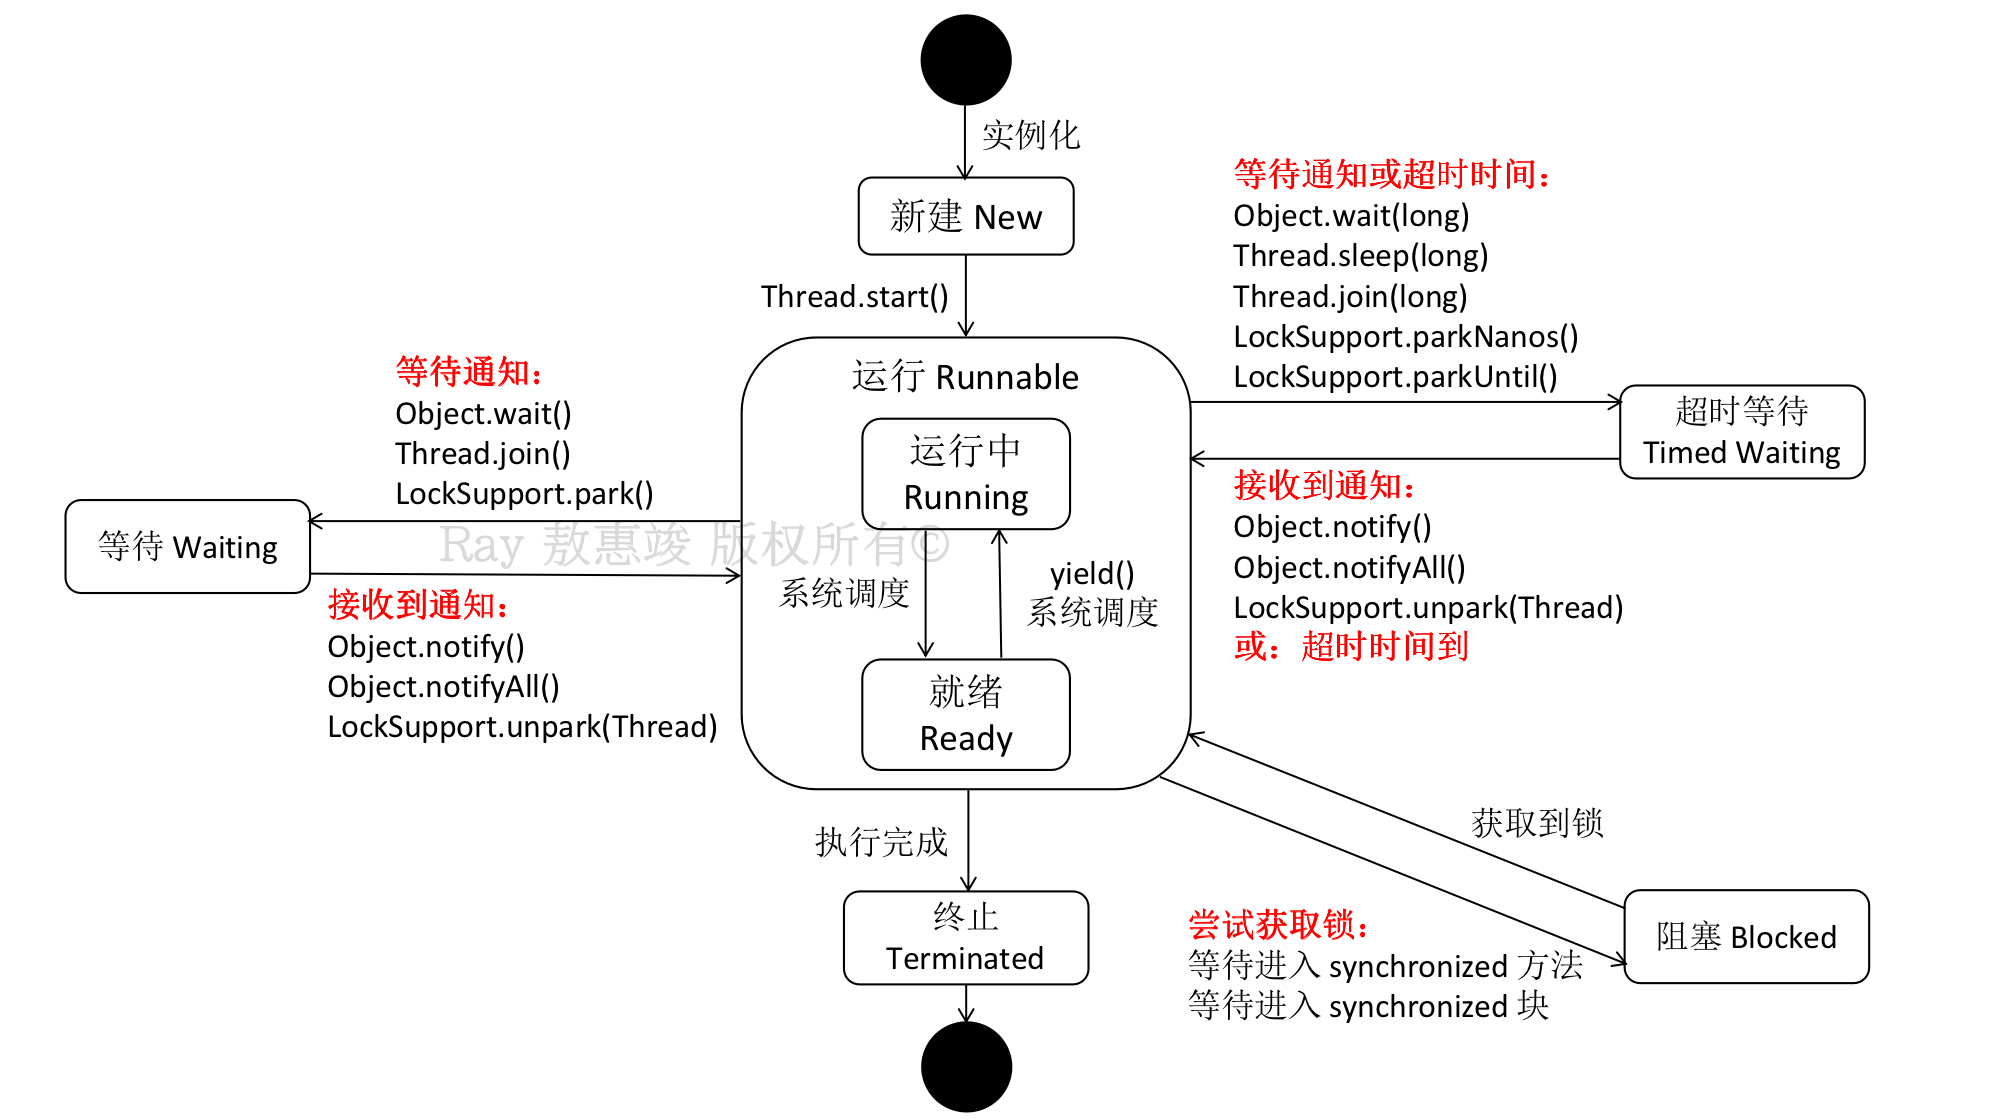 实例化
新建 New
Thread.start()
等待通知或超时时间：
Object.wait(long)
Thread.sleep(long)
Thread.join(long)
LockSupport.parkNanos()
LockSupport.parkUntil()
等待通知：
Object.wait()
Thread.join()
LockSupport.park()
运行 Runnable
运行中
Running
超时等待
Timed Waiting
等待 Waiting
Ray 敖惠竣 版权所有©
接收到通知：
Object.notify()
Object.notifyAll()
LockSupport.unpark(Thread)
系统调度
yield()
系统调度
接收到通知：
Object.notify()
Object.notifyAll()
LockSupport.unpark(Thread)
或：超时时间到
就绪
Ready
执行完成
获取到锁
终止
Terminated
尝试获取锁：
等待进入 synchronized 方法
等待进入 synchronized 块
阻塞 Blocked